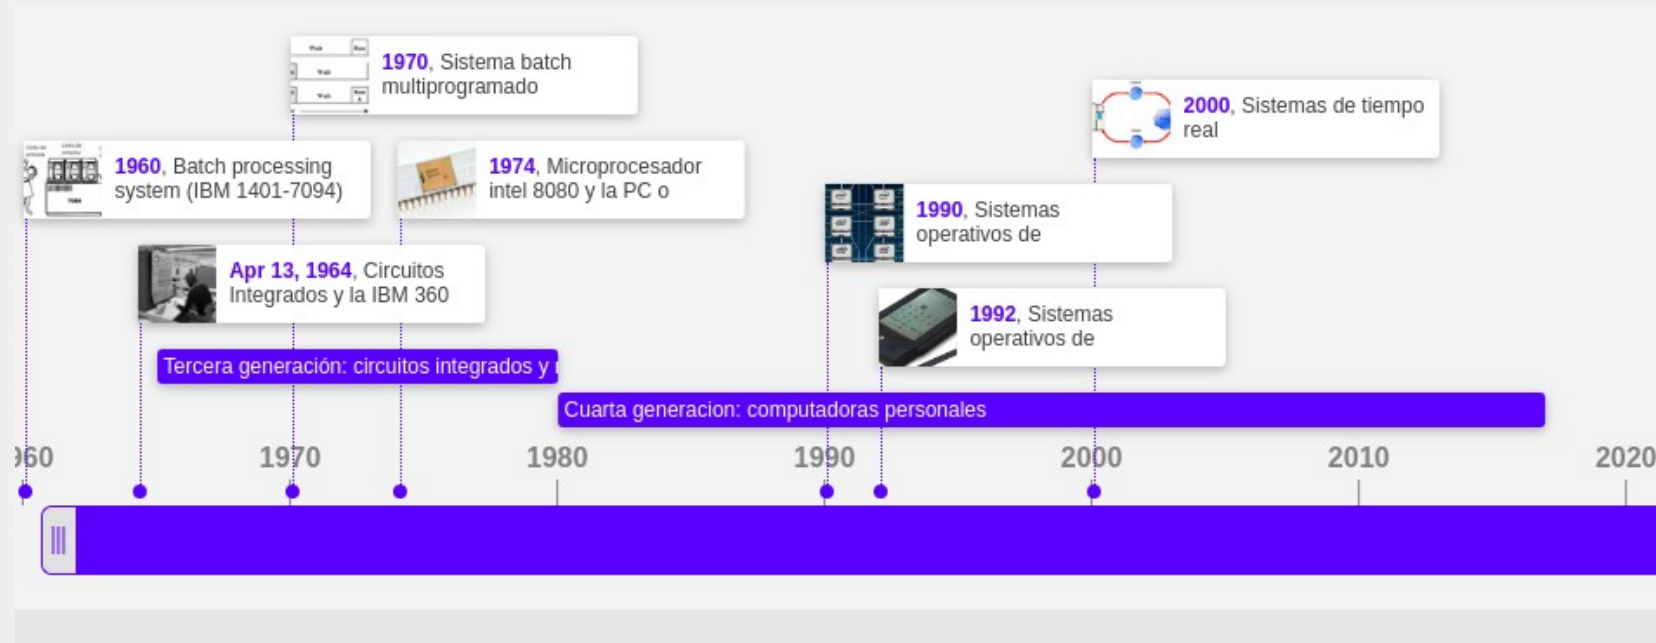 1970, Sistema batch
multiprogramado
2000, Sistemas de tiempo
real
1960, Batch processing
system (IBM 1401-7094)
1974, Microprocesador
intel 8080 y la PC o
1990, Sistemas
operativos de
Apr 13, 1964, Circuitos
Integrados y la IBM 360
1992, Sistemas
operativos de
Tercera generación: circuitos integrados y
Cuarta generacion: computadoras personales
960 1970 1980 1990 2000 2010 2020